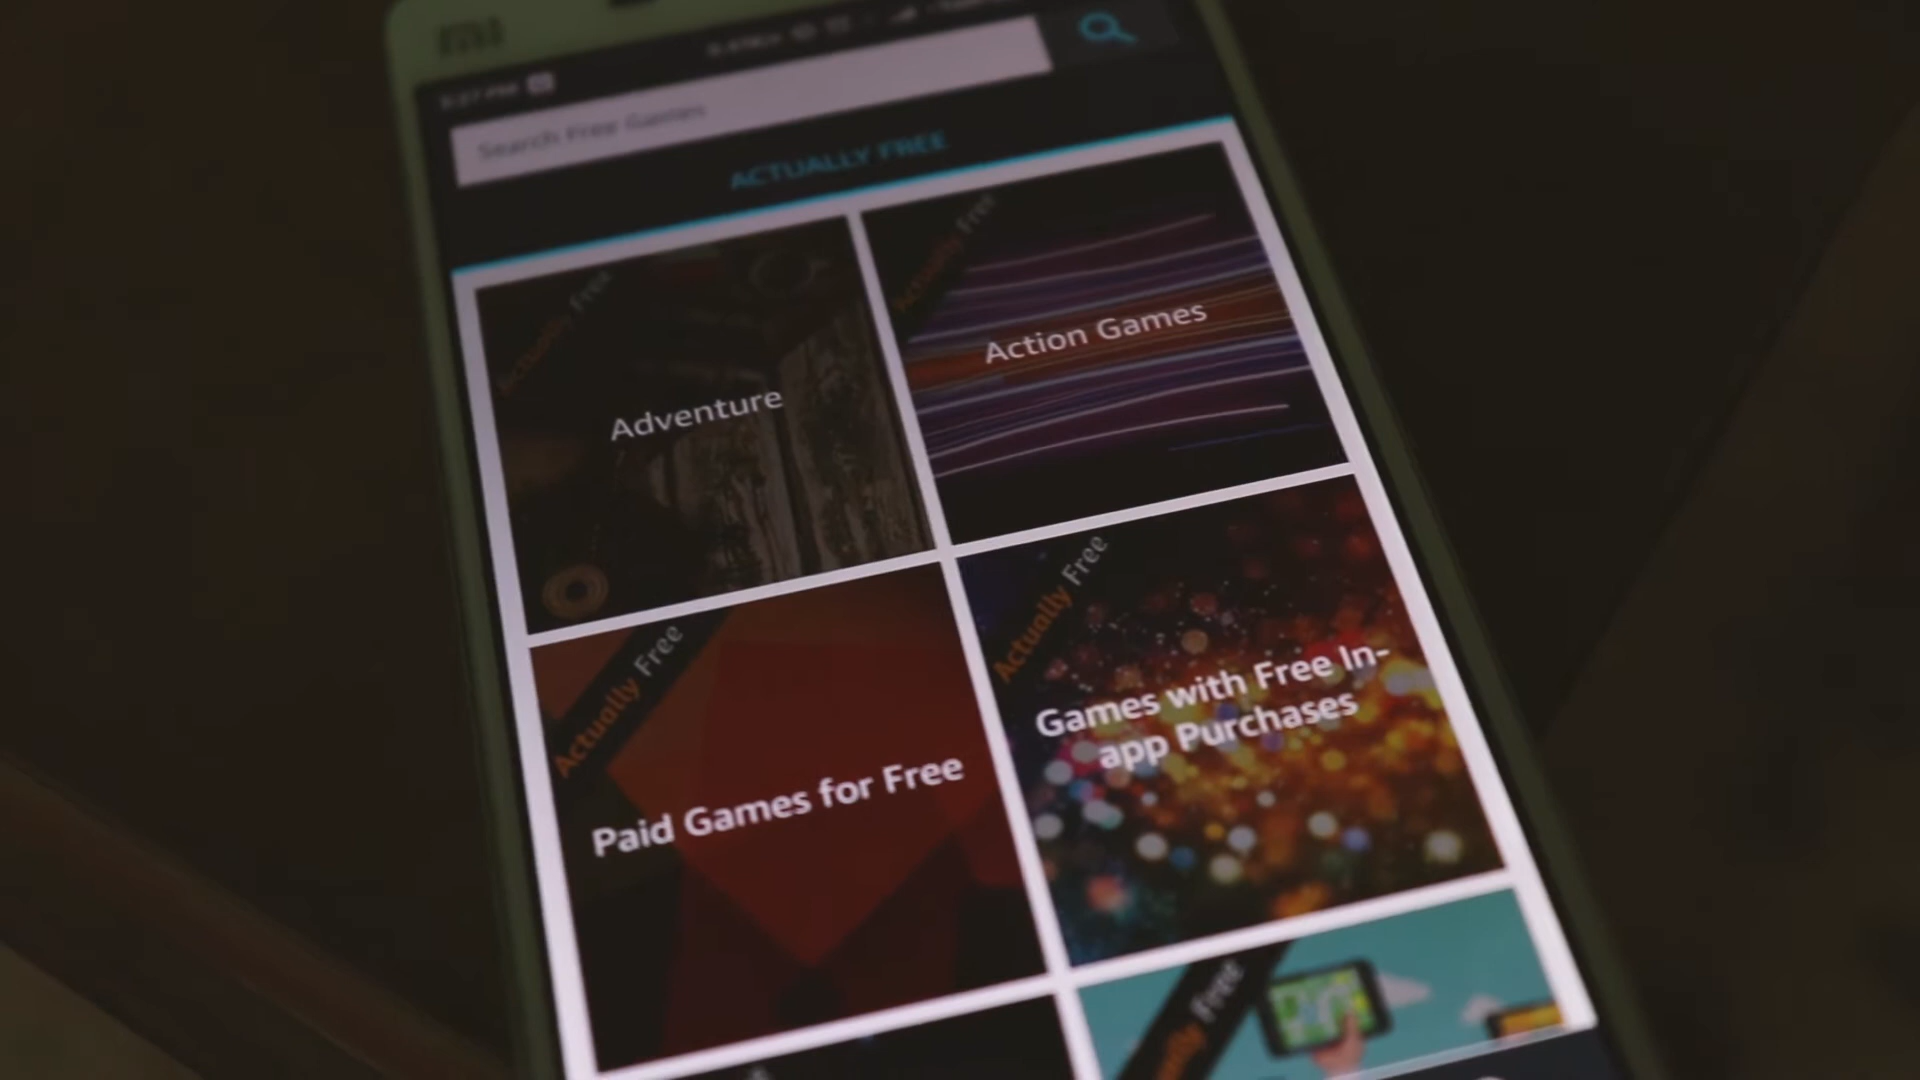 Search Free Games
ACTUALLY FREE
Actually Free
Adventure
Actually Free
Action Games
Actually Free
Paid Games for Free
Actually Free
Games with Free In-
app Purchases
Free